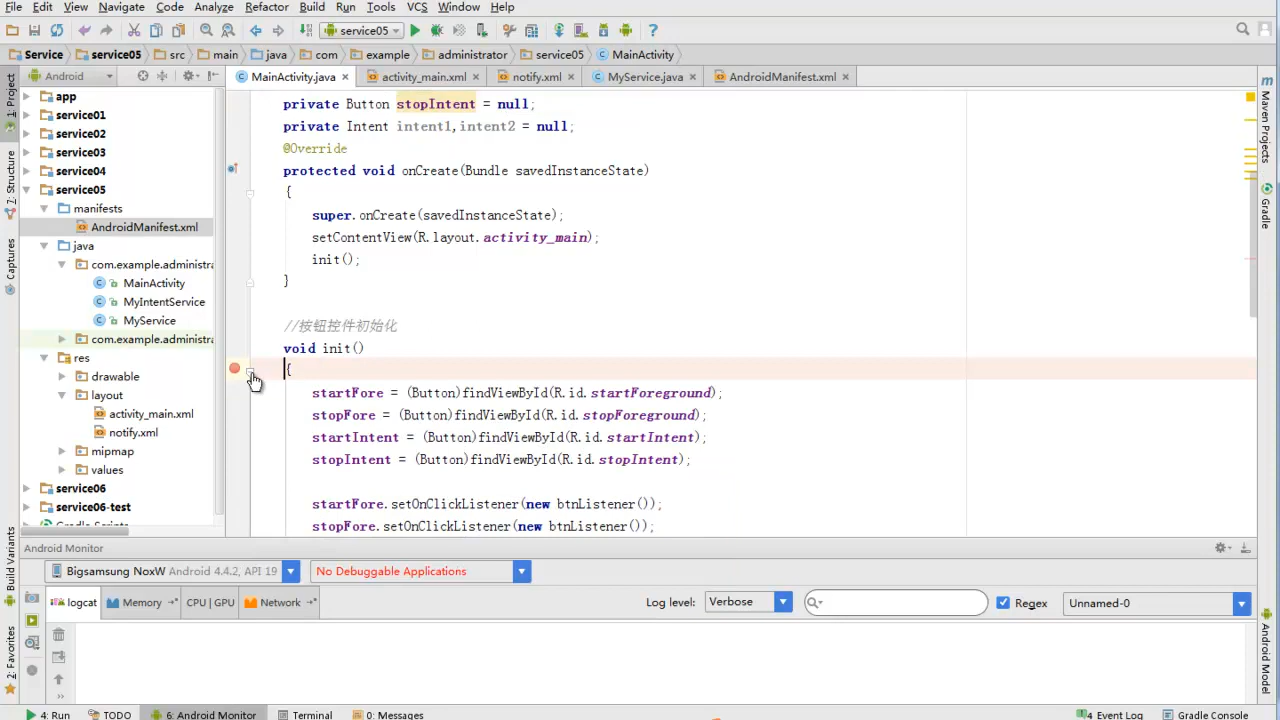 File Edit View Navigate Code Analyze Refactor Build Run Tools VCS Window Help
service05
Service service05 src main java com example administrator service05 MainActivity
1: Project
Android
MainActivity.java activity_main.xml notify.xml MyService.java AndroidManifest.xml
app
service01
service02
service03
service04
service05
manifests
AndroidManifest.xml
java
com.example.administra
MainActivity
MyIntentService
MyService
com.example.administra
res
drawable
layout
activity_main.xml
notify.xml
mipmap
values
service06
service06-test
Gradle Scripts
7: Structure
Captures
Build Variants
2: Favorites
private Button stopIntent = null;
private Intent intent1,intent2 = null;
@Override
protected void onCreate(Bundle savedInstanceState)
{
super.onCreate(savedInstanceState);
setContentView(R.layout.activity_main);
init();
}
//按钮控件初始化
void init()
{
startFore = (Button)findViewById(R.id.startForeground);
stopFore = (Button)findViewById(R.id.stopForeground);
startIntent = (Button)findViewById(R.id.startIntent);
stopIntent = (Button)findViewById(R.id.stopIntent);
startFore.setOnClickListener(new btnListener());
stopFore.setOnClickListener(new btnListener());
m
Maven Projects
Gradle
Android Model
Android Monitor
Bigsamsung NoxW Android 4.4.2, API 19 No Debuggable Applications
logcat Memory CPU | GPU Network Log level: Verbose Regex Unnamed-0
4: Run TODO 6: Android Monitor Terminal 0: Messages 4 Event Log Gradle Console